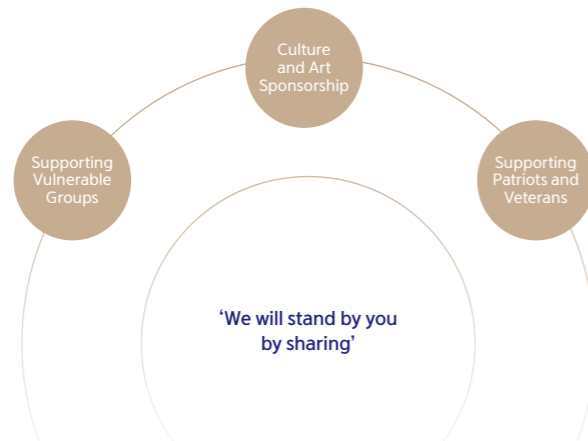 Culture
and Art
Sponsorship
Supporting
Vulnerable
Groups
Supporting
Patriots and
Veterans
‘We will stand by you
by sharing’